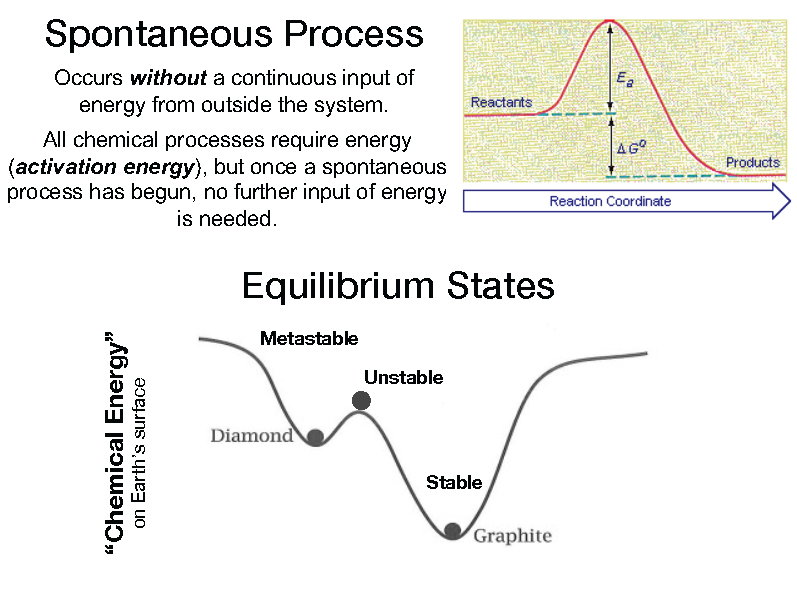 Spontaneous Process
Occurs without a continuous input of
energy from outside the system.
All chemical processes require energy
(activation energy), but once a spontaneous
process has begun, no further input of energy
is needed.
Reactants
Ea
ΔG°
Products
Reaction Coordinate
Equilibrium States
“Chemical Energy”
on Earth's surface
Metastable
Unstable
Diamond
Stable
Graphite